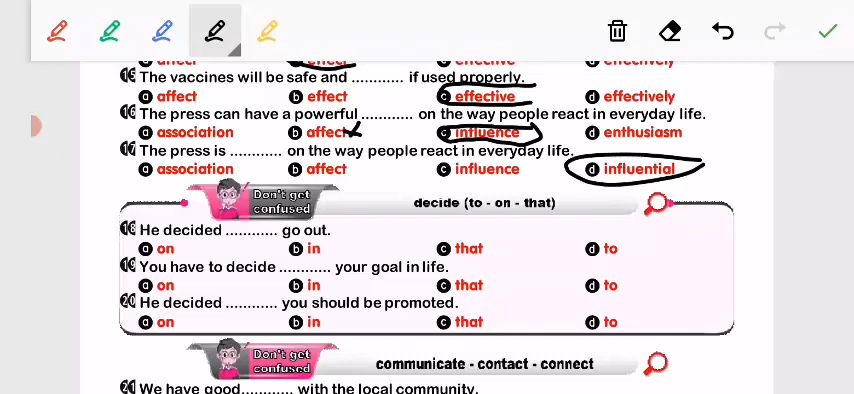 a affect b effect c effective d effectively
15 The vaccines will be safe and ............ if used properly.
a affect b effect c effective d effectively
16 The press can have a powerful ............ on the way people react in everyday life.
a association b affect c influence d enthusiasm
17 The press is ............ on the way people react in everyday life.
a association b affect c influence d influential
Don't get confused
decide (to - on - that)
18 He decided ............ go out.
a on b in c that d to
19 You have to decide ............ your goal in life.
a on b in c that d to
20 He decided ............ you should be promoted.
a on b in c that d to
Don't get confused
communicate - contact - connect
21 We have good............ with the local community.